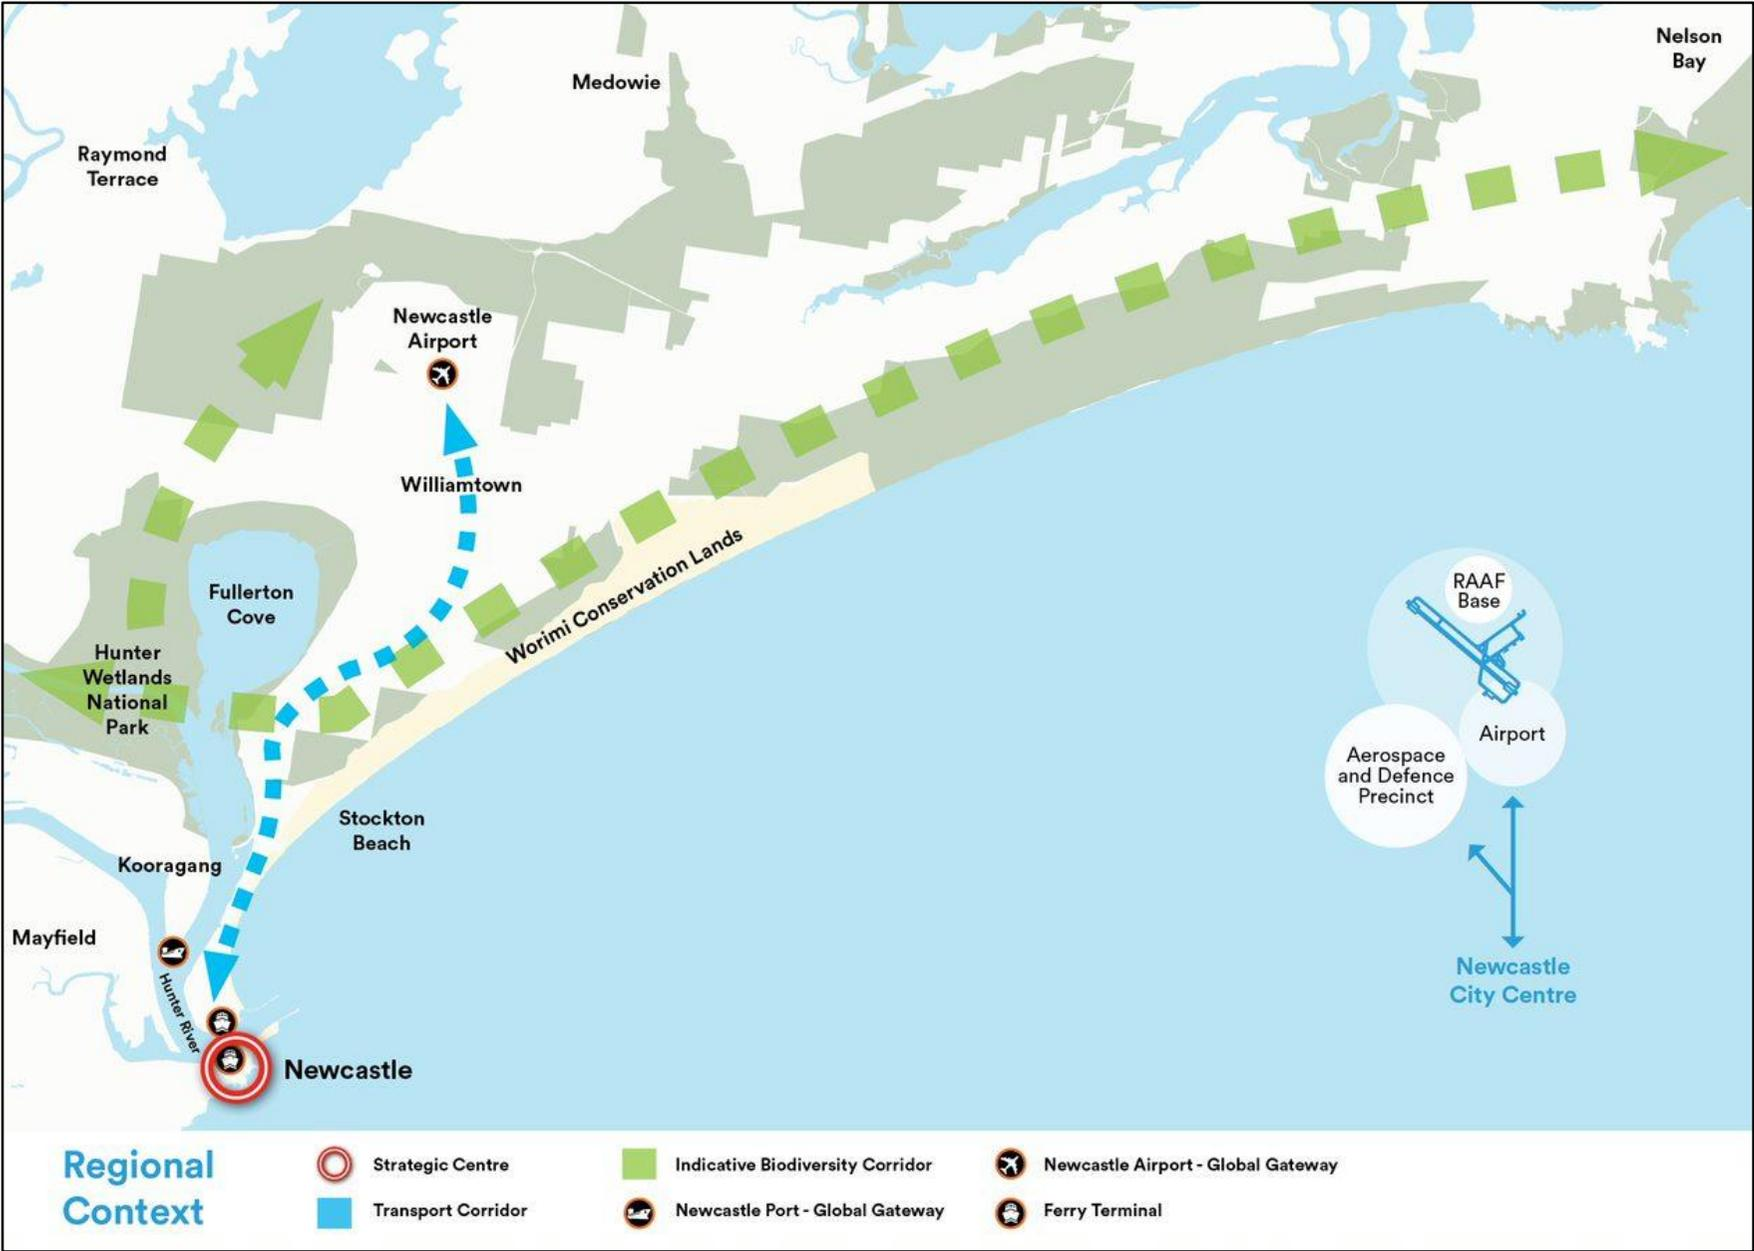 Nelson
Bay
Medowie
Raymond
Terrace
Newcastle
Airport
Williamtown
Worimi Conservation Lands
Fullerton
Cove
Hunter
Wetlands
National
Park
RAAF
Base
Airport
Aerospace
and Defence
Precinct
Stockton
Beach
Kooragang
Mayfield
Hunter River
Newcastle
City Centre
Newcastle
Regional
Context
Strategic Centre
Transport Corridor
Indicative Biodiversity Corridor
Newcastle Port - Global Gateway
Newcastle Airport - Global Gateway
Ferry Terminal